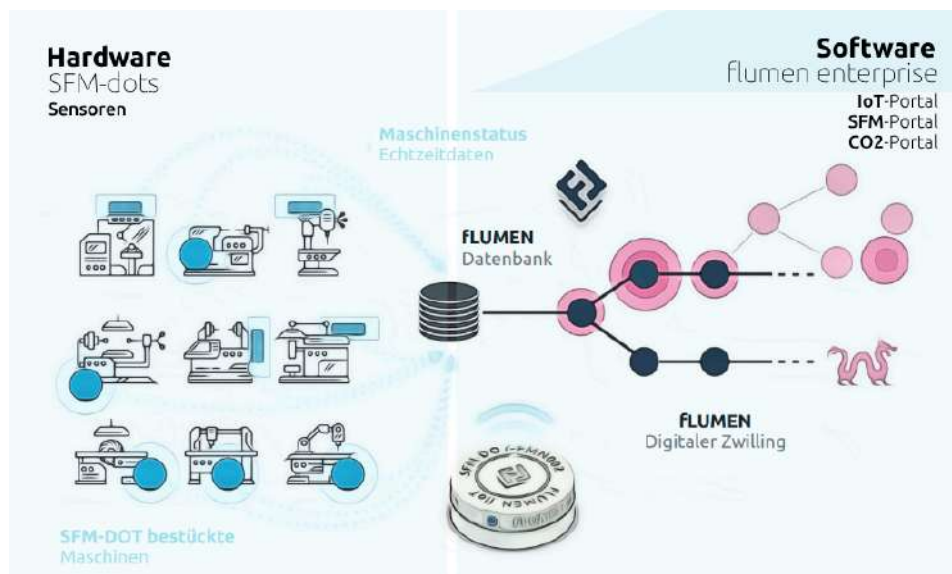 Hardware
SFM-dots
Sensoren
Software
flumen enterprise
IoT-Portal
SFM-Portal
CO2-Portal
Maschinenstatus
Echtzeitdaten
fLUMEN
Datenbank
fLUMEN
Digitaler Zwilling
SFM-DOT bestückte
Maschinen
FLUMEN